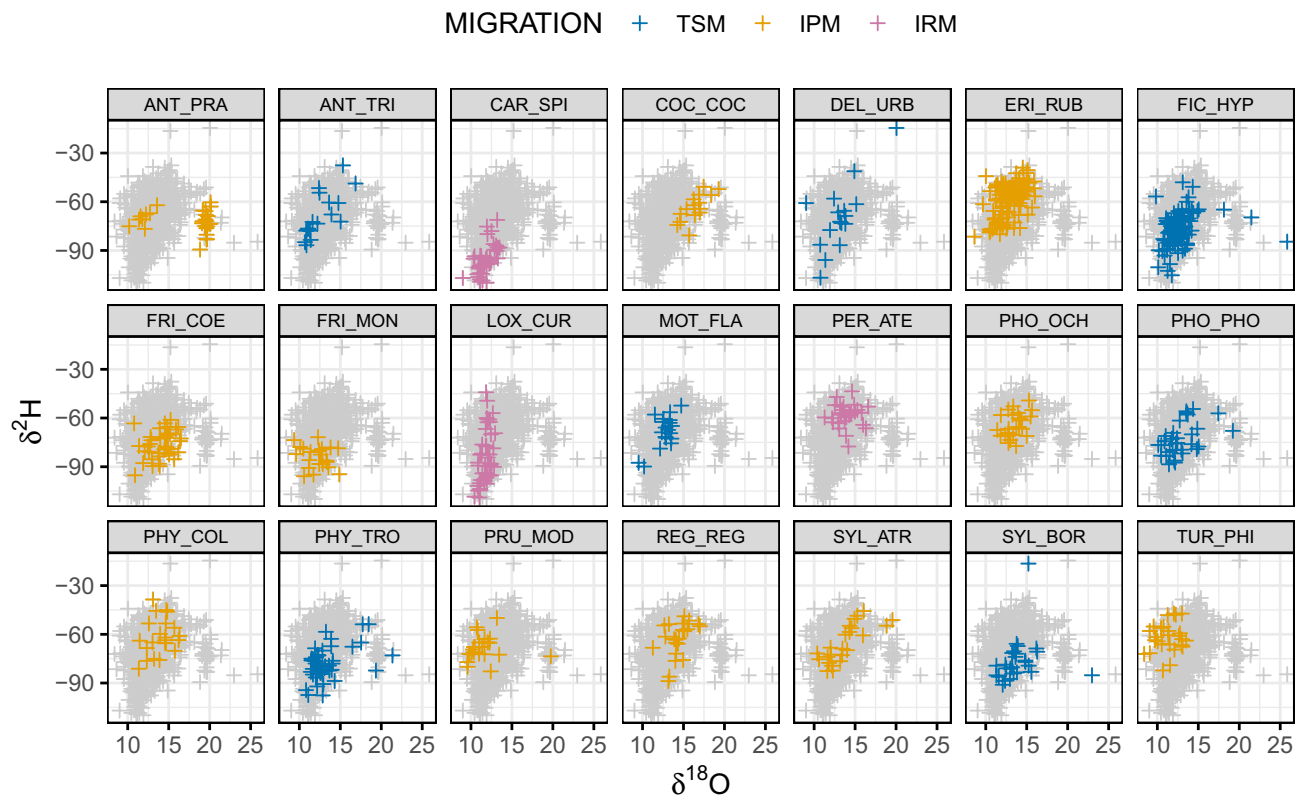 MIGRATION TSM IPM IRM
ANT_PRA ANT_TRI CAR_SPI COC_COC DEL_URB ERI_RUB FIC_HYP
−30
−60
−90
FRI_COE FRI_MON LOX_CUR MOT_FLA PER_ATE PHO_OCH PHO_PHO
−30
−60
−90
δ²H
PHY_COL PHY_TRO PRU_MOD REG_REG SYL_ATR SYL_BOR TUR_PHI
−30
−60
−90
10 15 20 25 10 15 20 25 10 15 20 25 10 15 20 25 10 15 20 25 10 15 20 25 10 15 20 25
δ¹⁸O